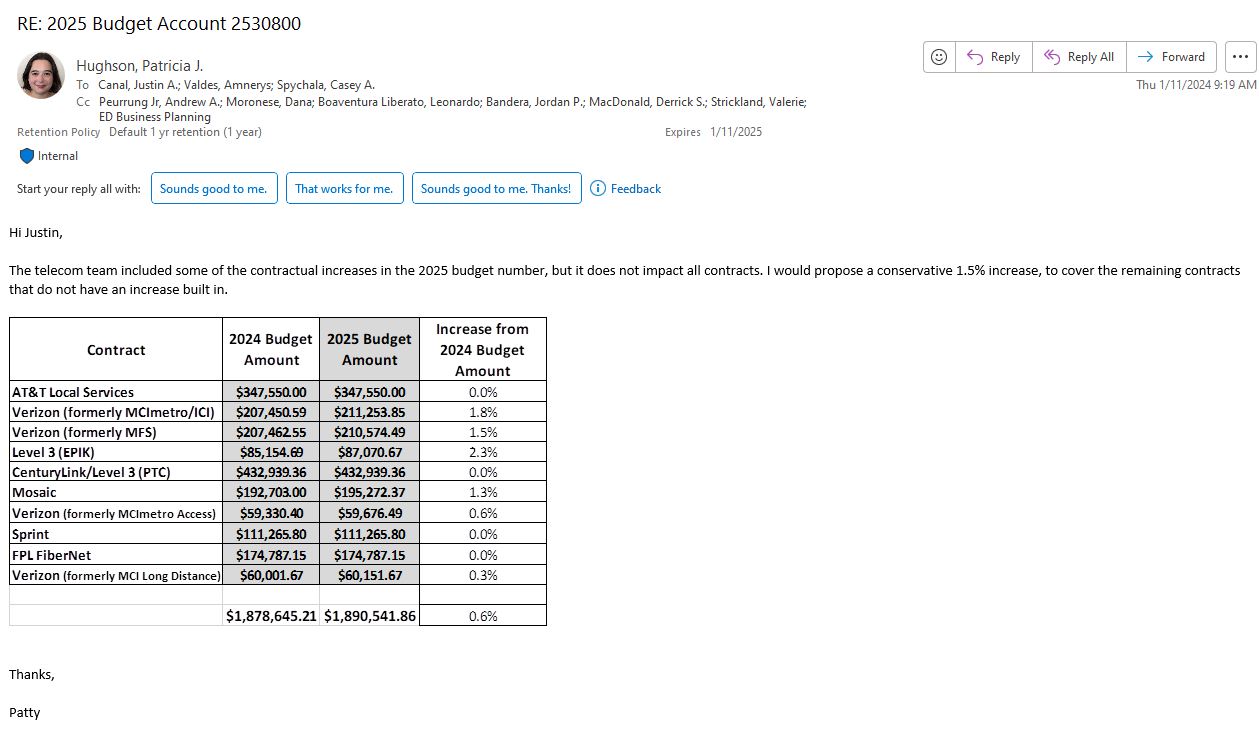 RE: 2025 Budget Account 2530800
Hughson, Patricia J.
To Canal, Justin A.; Valdes, Amnerys; Spychala, Casey A.
Cc Peurrung Jr, Andrew A.; Moronese, Dana; Boaventura Liberato, Leonardo; Bandera, Jordan P.; MacDonald, Derrick S.; Strickland, Valerie;
ED Business Planning
Reply Reply All Forward
Thu 1/11/2024 9:19 AM
Retention Policy Default 1 yr retention (1 year) Expires 1/11/2025
Internal
Start your reply all with: Sounds good to me. That works for me. Sounds good to me. Thanks! Feedback
Hi Justin,
The telecom team included some of the contractual increases in the 2025 budget number, but it does not impact all contracts. I would propose a conservative 1.5% increase, to cover the remaining contracts
that do not have an increase built in.
Contract 2024 Budget Amount 2025 Budget Amount Increase from 2024 Budget Amount
AT&T Local Services $347,550.00 $347,550.00 0.0%
Verizon (formerly MCImetro/ICI) $207,450.59 $211,253.85 1.8%
Verizon (formerly MFS) $207,462.55 $210,574.49 1.5%
Level 3 (EPIK) $85,154.69 $87,070.67 2.3%
CenturyLink/Level 3 (PTC) $432,939.36 $432,939.36 0.0%
Mosaic $192,703.00 $195,272.37 1.3%
Verizon (formerly MCImetro Access) $59,330.40 $59,676.49 0.6%
Sprint $111,265.80 $111,265.80 0.0%
FPL FiberNet $174,787.15 $174,787.15 0.0%
Verizon (formerly MCI Long Distance) $60,001.67 $60,151.67 0.3%
$1,878,645.21 $1,890,541.86 0.6%
Thanks,
Patty